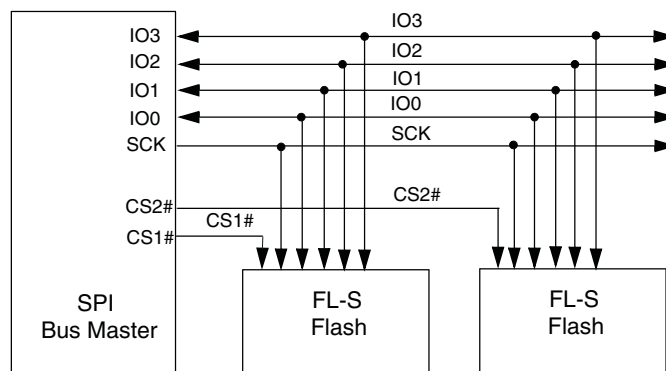 IO3
IO3
IO2
IO2
IO1
IO1
IO0
IO0
SCK
SCK
CS2#
CS2#
CS1#
CS1#
SPI
Bus Master
FL-S
Flash
FL-S
Flash